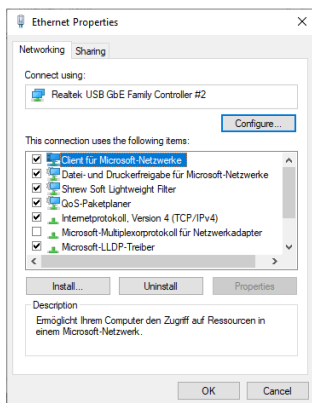 Ethernet Properties
Networking
Sharing
Connect using:
Realtek USB GbE Family Controller #2
Configure...
This connection uses the following items:
Client für Microsoft-Netzwerke
Datei- und Druckerfreigabe für Microsoft-Netzwerke
Shrew Soft Lightweight Filter
QoS-Paketplaner
Internetprotokoll, Version 4 (TCP/IPv4)
Microsoft-Multiplexorprotokoll für Netzwerkadapter
Microsoft-LLDP-Treiber
Install...
Uninstall
Properties
Description
Ermöglicht Ihrem Computer den Zugriff auf Ressourcen in
einem Microsoft-Netzwerk.
OK
Cancel